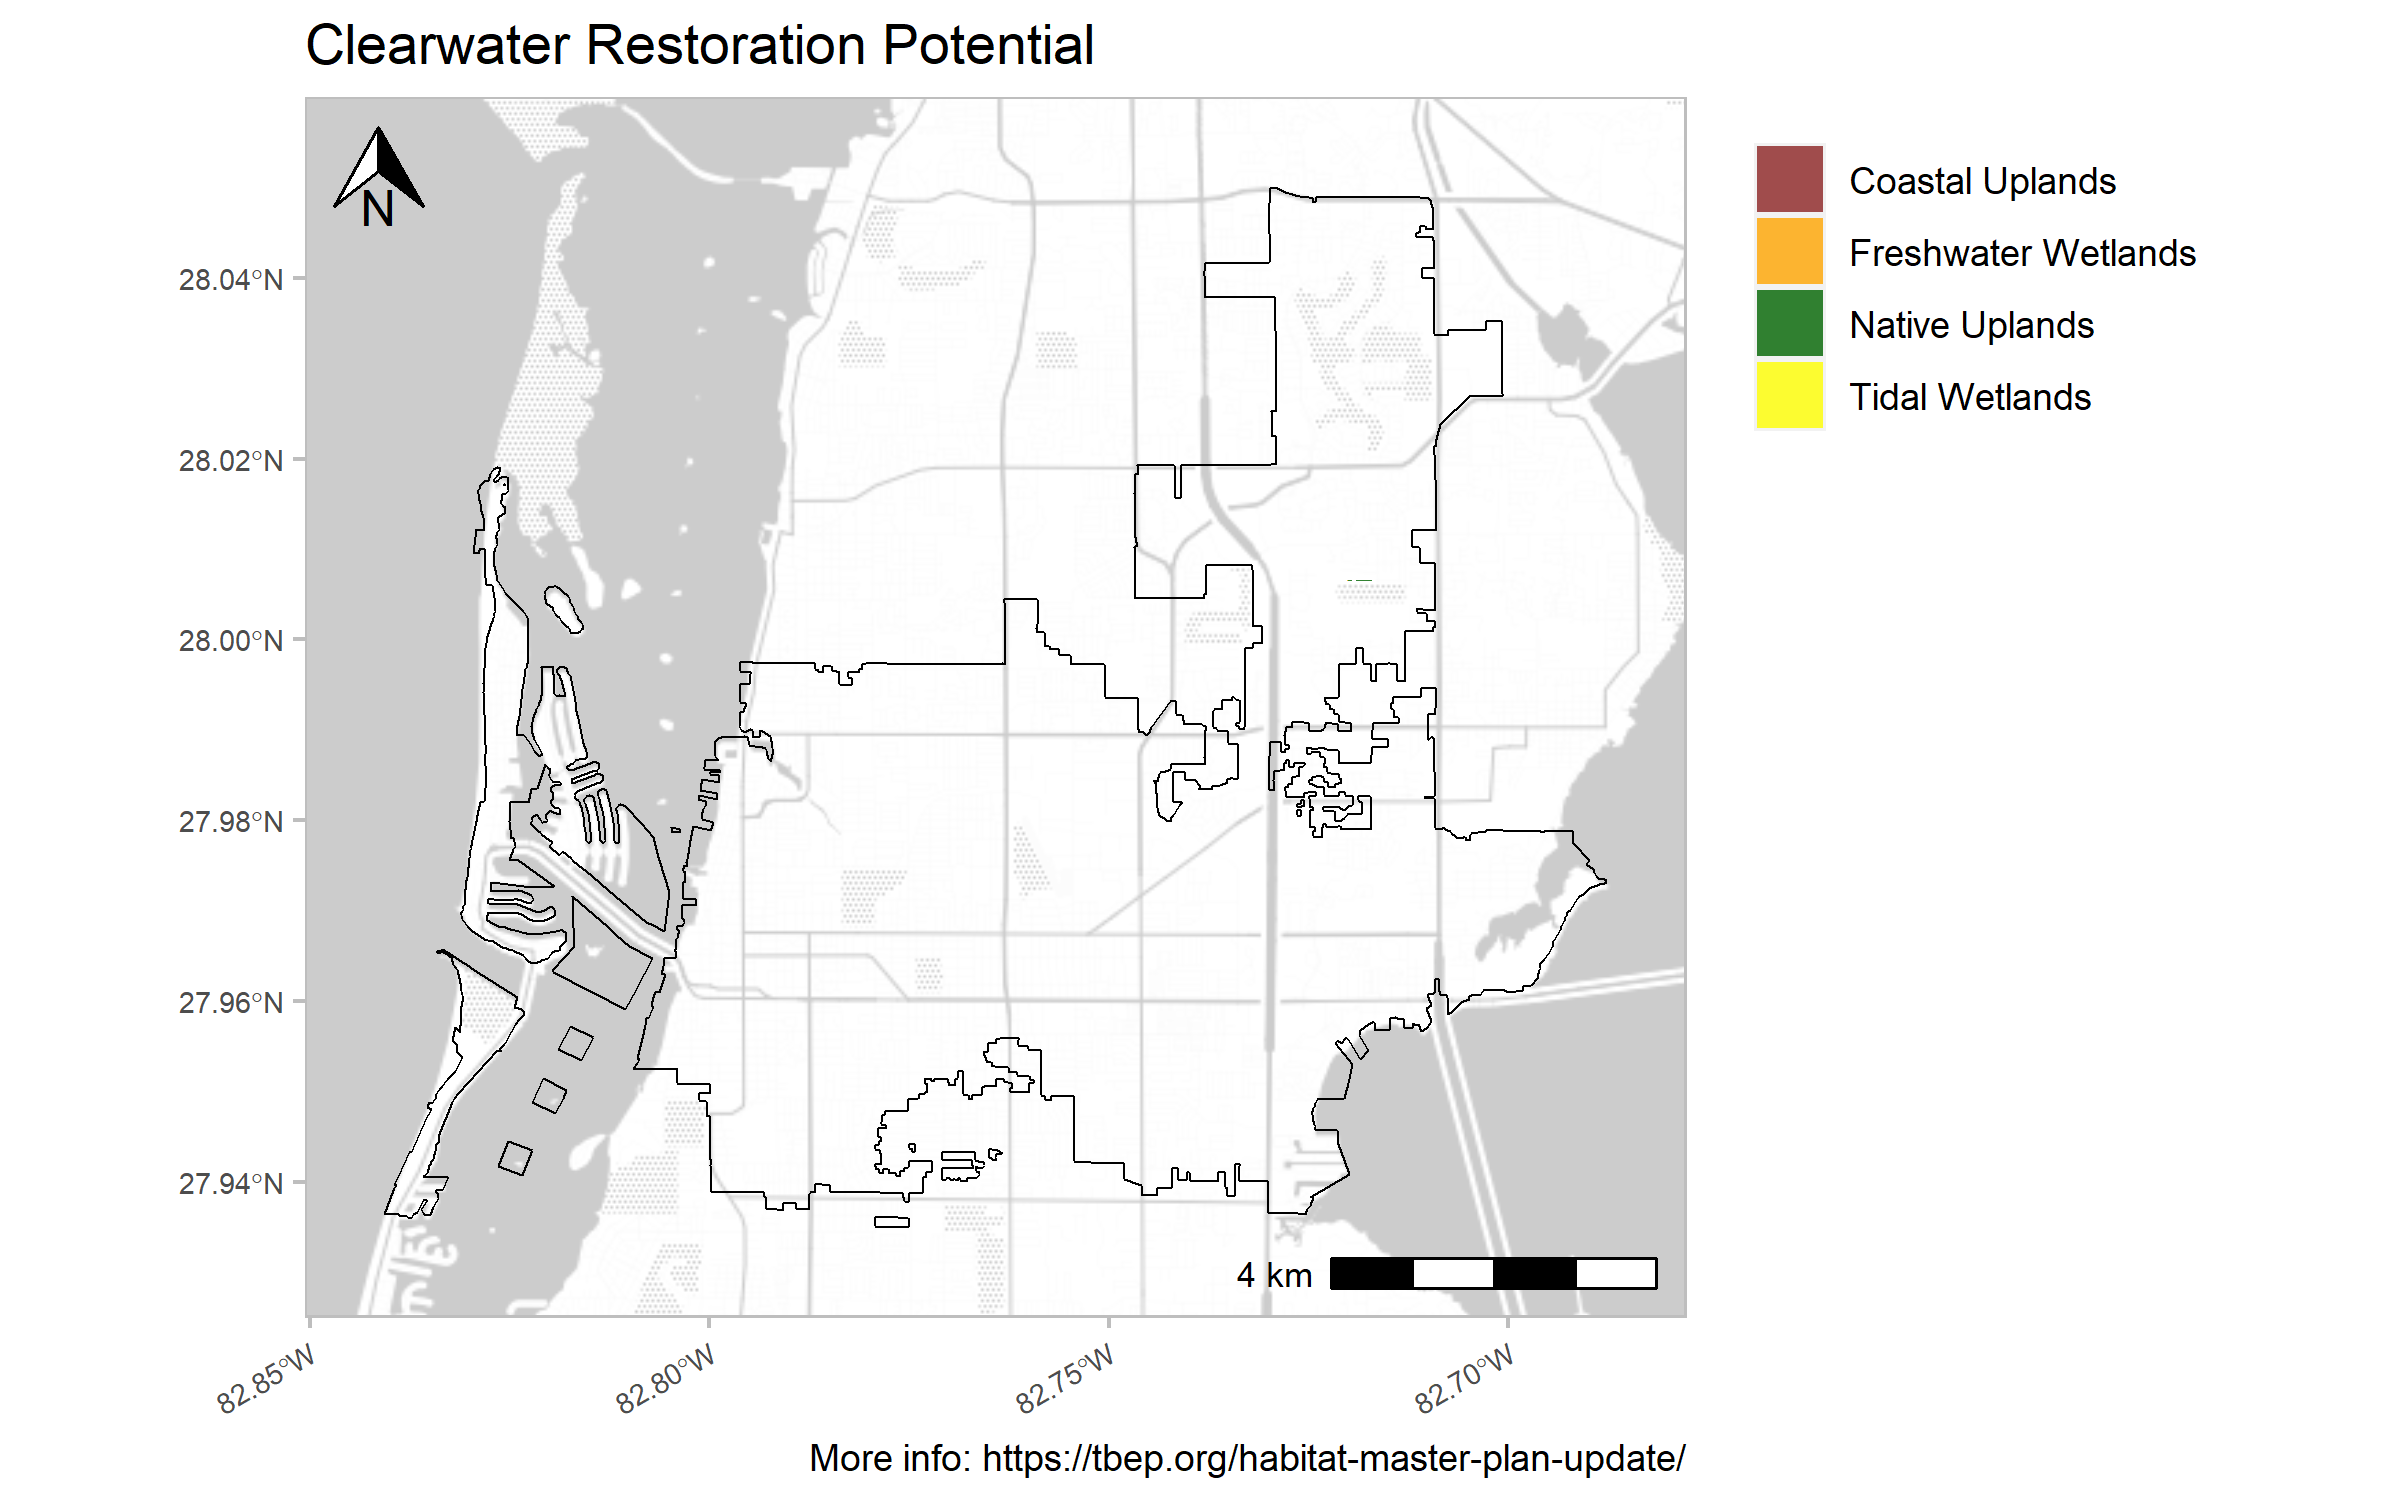 Clearwater Restoration Potential
N
Coastal Uplands
Freshwater Wetlands
Native Uplands
Tidal Wetlands
28.04°N
28.02°N
28.00°N
27.98°N
27.96°N
27.94°N
4 km
82.85°W
82.80°W
82.75°W
82.70°W
More info: https://tbep.org/habitat-master-plan-update/